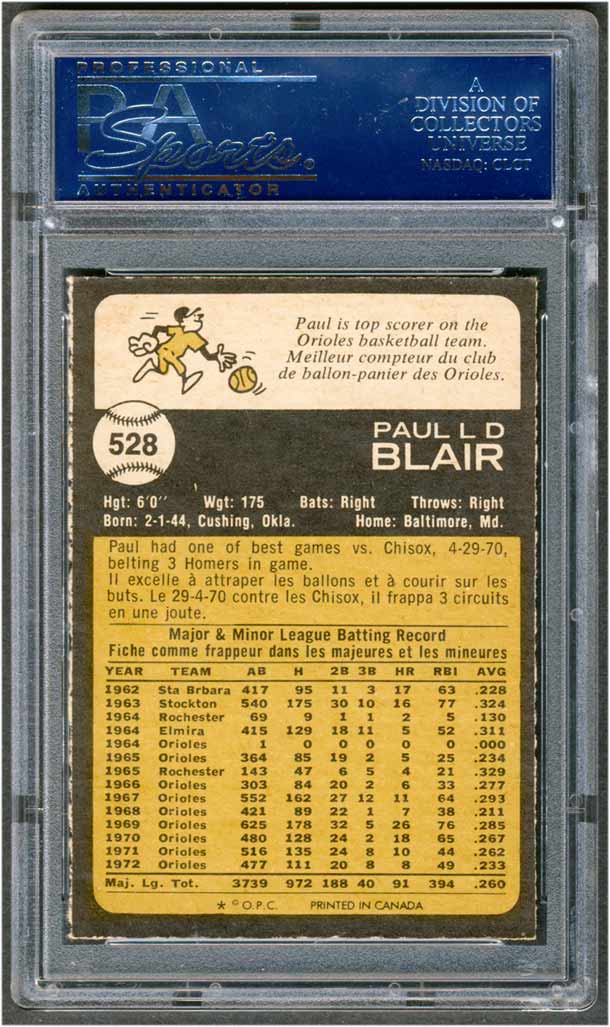 PROFESSIONAL
PSA
Sports.
AUTHENTICATOR
A
DIVISION OF
COLLECTORS
UNIVERSE
NASDAQ: CLCT
Paul is top scorer on the
Orioles basketball team.
Meilleur compteur du club
de ballon-panier des Orioles.
528
PAUL L D
BLAIR
Hgt: 6'0'' Wgt: 175 Bats: Right Throws: Right
Born: 2-1-44, Cushing, Okla. Home: Baltimore, Md.
Paul had one of best games vs. Chisox, 4-29-70,
belting 3 Homers in game.
Il excelle à attraper les ballons et à courir sur les
buts. Le 29-4-70 contre les Chisox, il frappa 3 circuits
en une joute.
Major & Minor League Batting Record
Fiche comme frappeur dans les majeures et les mineures
YEAR TEAM AB H 2B 3B HR RBI AVG
1962 Sta Brbara 417 95 11 3 17 63 .228
1963 Stockton 540 175 30 10 16 77 .324
1964 Rochester 69 9 1 1 2 5 .130
1964 Elmira 415 129 18 11 5 52 .311
1964 Orioles 1 0 0 0 0 0 .000
1965 Orioles 364 85 19 2 5 25 .234
1965 Rochester 143 47 6 5 4 21 .329
1966 Orioles 303 84 20 2 6 33 .277
1967 Orioles 552 162 27 12 11 64 .293
1968 Orioles 421 89 22 1 7 38 .211
1969 Orioles 625 178 32 5 26 76 .285
1970 Orioles 480 128 24 2 18 65 .267
1971 Orioles 516 135 24 8 10 44 .262
1972 Orioles 477 111 20 8 8 49 .233
Maj. Lg. Tot. 3739 972 188 40 91 394 .260
* © O.P.C. PRINTED IN CANADA